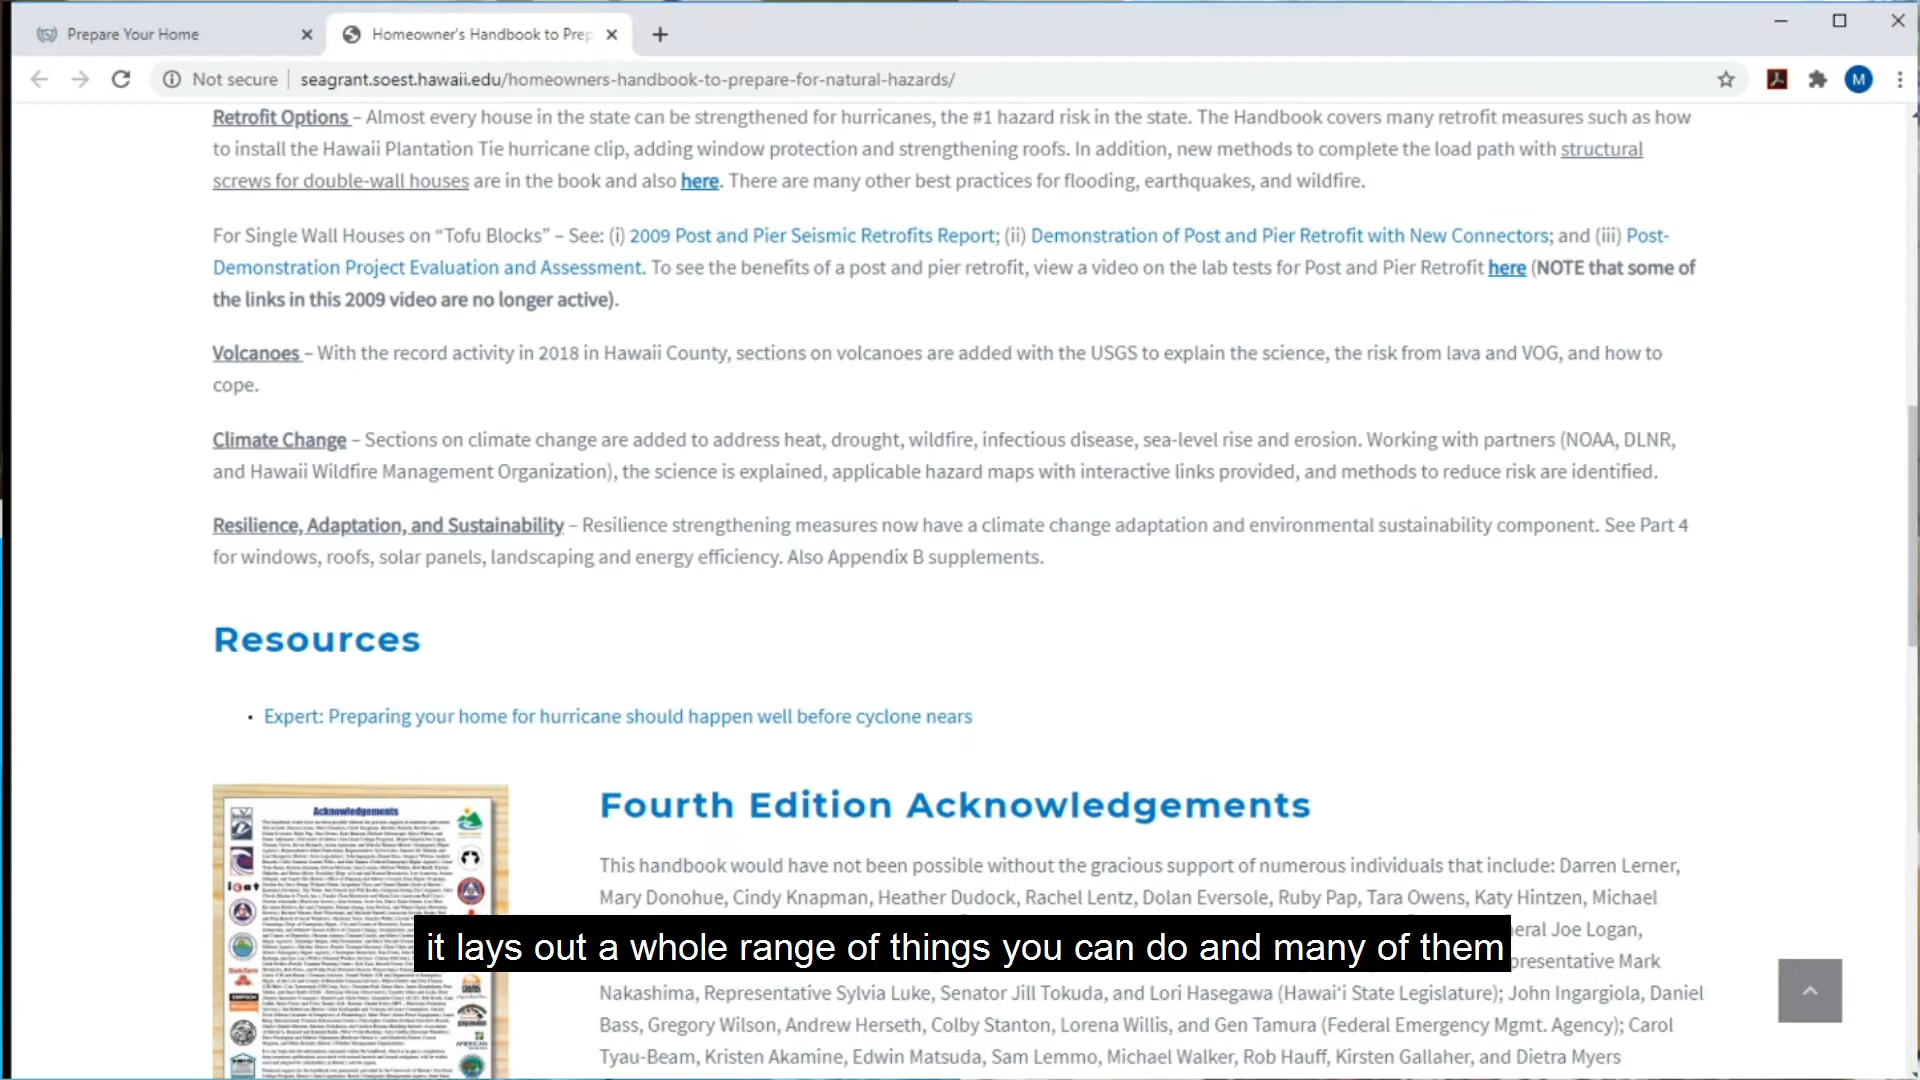 Prepare Your Home
Homeowner's Handbook to Prep
Not secure
seagrant.soest.hawaii.edu/homeowners-handbook-to-prepare-for-natural-hazards/
M
Retrofit Options – Almost every house in the state can be strengthened for hurricanes, the #1 hazard risk in the state. The Handbook covers many retrofit measures such as how
to install the Hawaii Plantation Tie hurricane clip, adding window protection and strengthening roofs. In addition, new methods to complete the load path with structural
screws for double-wall houses are in the book and also here. There are many other best practices for flooding, earthquakes, and wildfire.
For Single Wall Houses on “Tofu Blocks” – See: (i) 2009 Post and Pier Seismic Retrofits Report; (ii) Demonstration of Post and Pier Retrofit with New Connectors; and (iii) Post-
Demonstration Project Evaluation and Assessment. To see the benefits of a post and pier retrofit, view a video on the lab tests for Post and Pier Retrofit here (NOTE that some of
the links in this 2009 video are no longer active).
Volcanoes – With the record activity in 2018 in Hawaii County, sections on volcanoes are added with the USGS to explain the science, the risk from lava and VOG, and how to
cope.
Climate Change – Sections on climate change are added to address heat, drought, wildfire, infectious disease, sea-level rise and erosion. Working with partners (NOAA, DLNR,
and Hawaii Wildfire Management Organization), the science is explained, applicable hazard maps with interactive links provided, and methods to reduce risk are identified.
Resilience, Adaptation, and Sustainability – Resilience strengthening measures now have a climate change adaptation and environmental sustainability component. See Part 4
for windows, roofs, solar panels, landscaping and energy efficiency. Also Appendix B supplements.
Resources
• Expert: Preparing your home for hurricane should happen well before cyclone nears
Acknowledgements
Fourth Edition Acknowledgements
This handbook would have not been possible without the gracious support of numerous individuals that include: Darren Lerner,
Mary Donohue, Cindy Knapman, Heather Dudock, Rachel Lentz, Dolan Eversole, Ruby Pap, Tara Owens, Katy Hintzen, Michael
Joe Logan,
it lays out a whole range of things you can do and many of them
Mark
Nakashima, Representative Sylvia Luke, Senator Jill Tokuda, and Lori Hasegawa (Hawai‘i State Legislature); John Ingargiola, Daniel
Bass, Gregory Wilson, Andrew Herseth, Colby Stanton, Lorena Willis, and Gen Tamura (Federal Emergency Mgmt. Agency); Carol
Tyau-Beam, Kristen Akamine, Edwin Matsuda, Sam Lemmo, Michael Walker, Rob Hauff, Kirsten Gallaher, and Dietra Myers